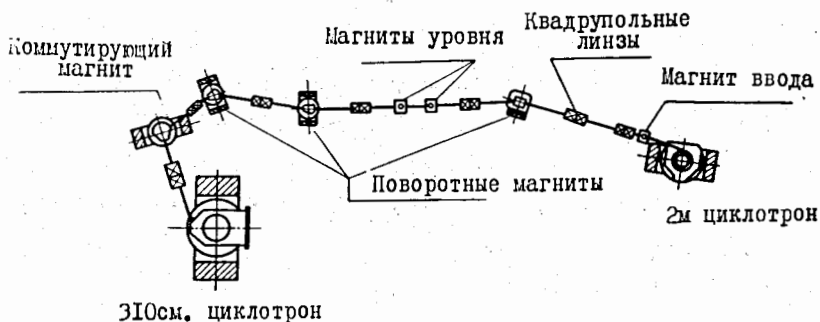 Коммутирующий
магнит
Магниты уровня
Квадрупольные
линзы
Магнит ввода
Поворотные магниты
2м циклотрон
310см. циклотрон